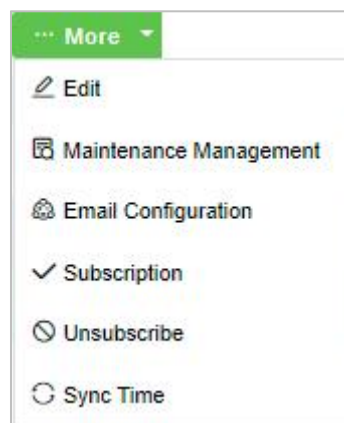 ··· More
Edit
Maintenance Management
Email Configuration
Subscription
Unsubscribe
Sync Time